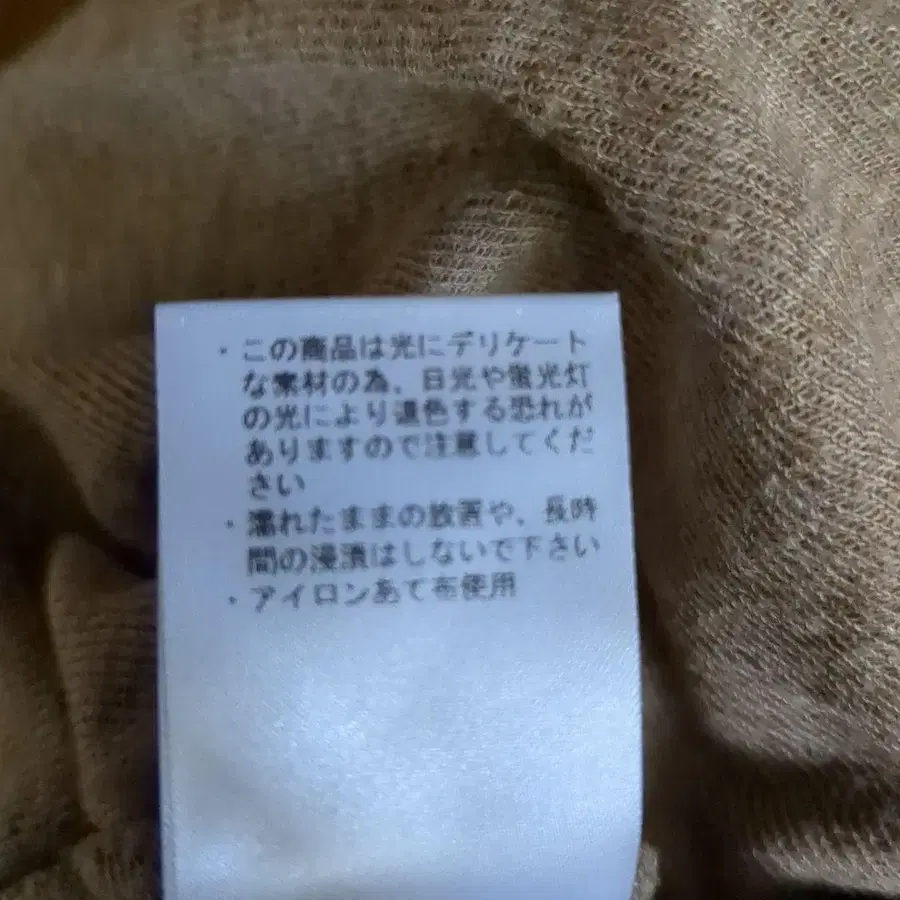 ・この商品は光にデリケート
な素材の為、日光や蛍光灯
の光により退色する恐れが
ありますので注意してくだ
さい
・濡れたままの放置や、長時
間の浸漬はしないで下さい
・アイロンあて布使用